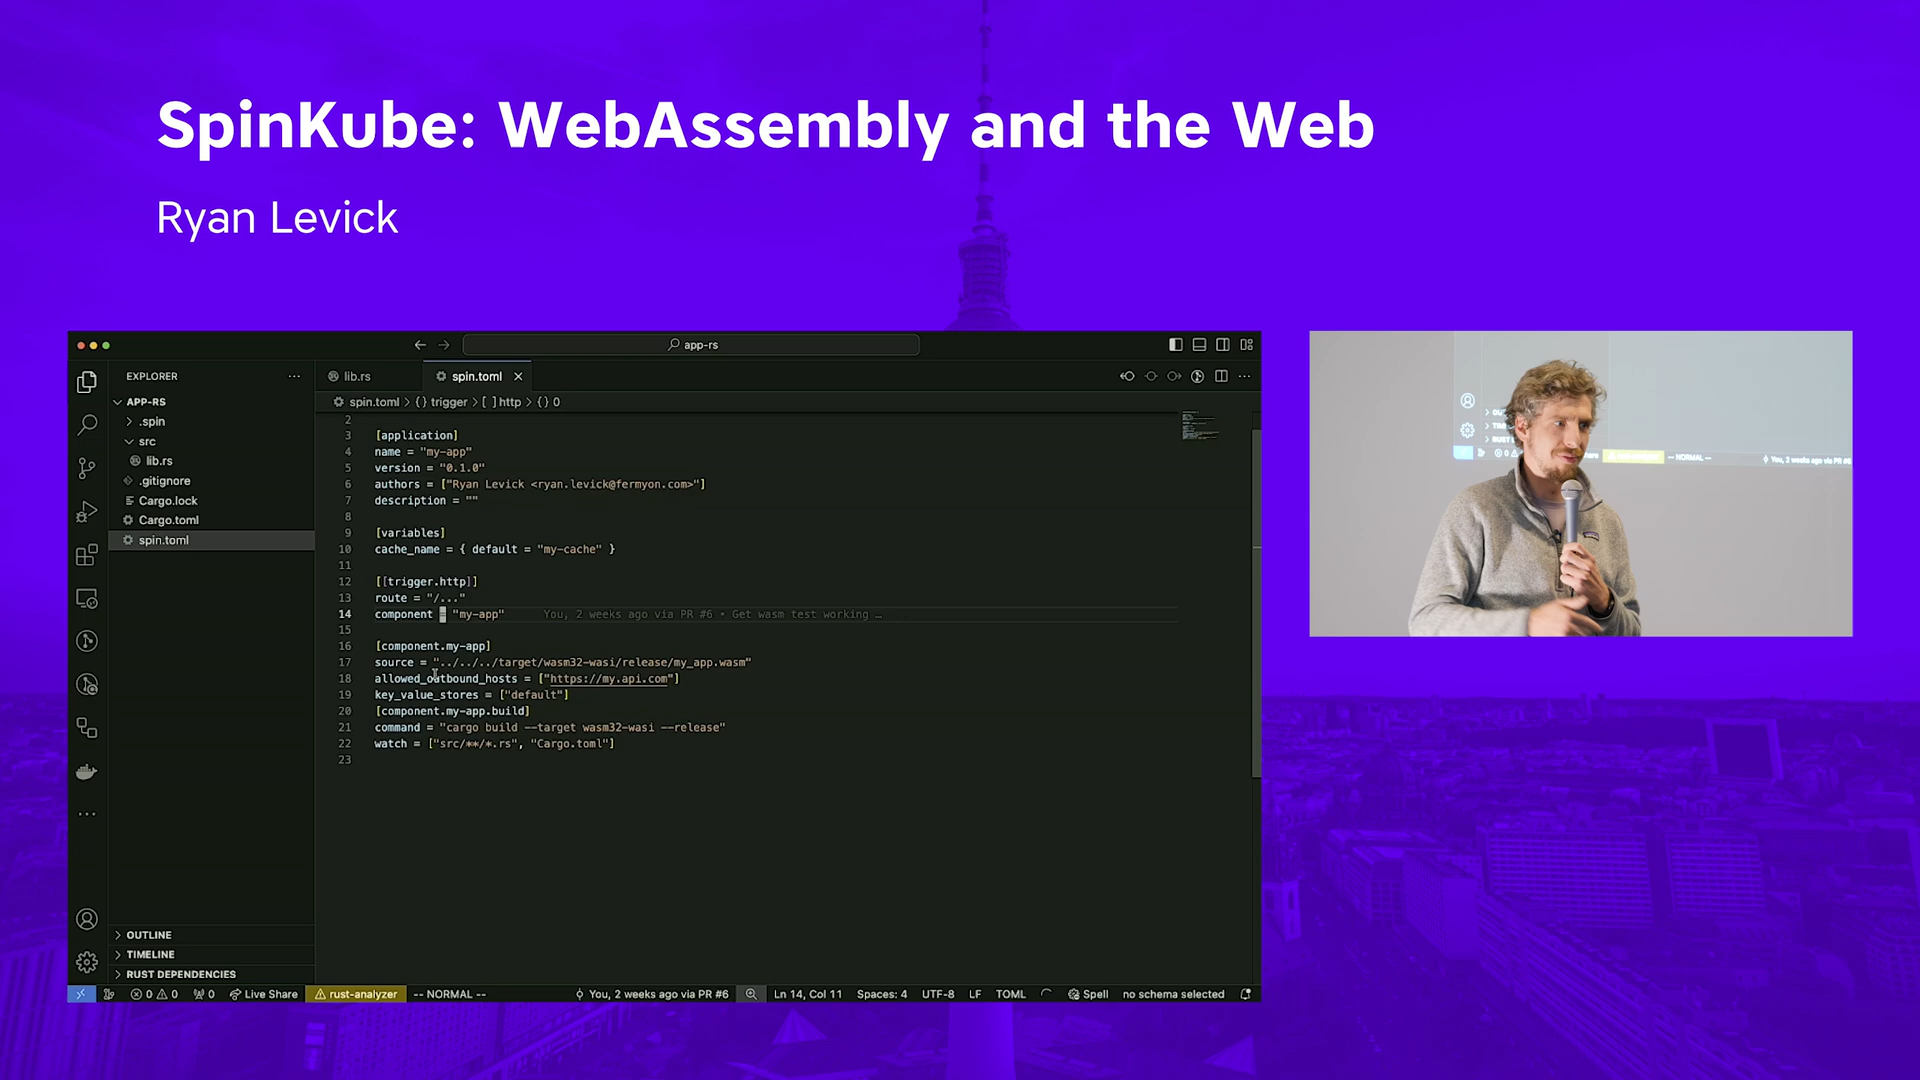 SpinKube: WebAssembly and the Web
Ryan Levick
app-rs
EXPLORER
lib.rs
spin.toml
APP-RS
.spin
src
lib.rs
.gitignore
Cargo.lock
Cargo.toml
spin.toml
spin.toml > {} trigger > [ ] http > {} 0
2
3 [application]
4 name = "my-app"
5 version = "0.1.0"
6 authors = ["Ryan Levick <ryan.levick@fermyon.com>"]
7 description = ""
8
9 [variables]
10 cache_name = { default = "my-cache" }
11
12 [[trigger.http]]
13 route = "/..."
14 component = "my-app" You, 2 weeks ago via PR #6 • Get wasm test working …
15
16 [component.my-app]
17 source = "../../../target/wasm32-wasi/release/my_app.wasm"
18 allowed_outbound_hosts = ["https://my.api.com"]
19 key_value_stores = ["default"]
20 [component.my-app.build]
21 command = "cargo build --target wasm32-wasi --release"
22 watch = ["src/**/*.rs", "Cargo.toml"]
23
OUTLINE
TIMELINE
RUST DEPENDENCIES
0 0 0 Live Share rust-analyzer -- NORMAL -- You, 2 weeks ago via PR #6 Ln 14, Col 11 Spaces: 4 UTF-8 LF TOML Spell no schema selected
-- NORMAL -- You, 2 weeks ago via PR #6